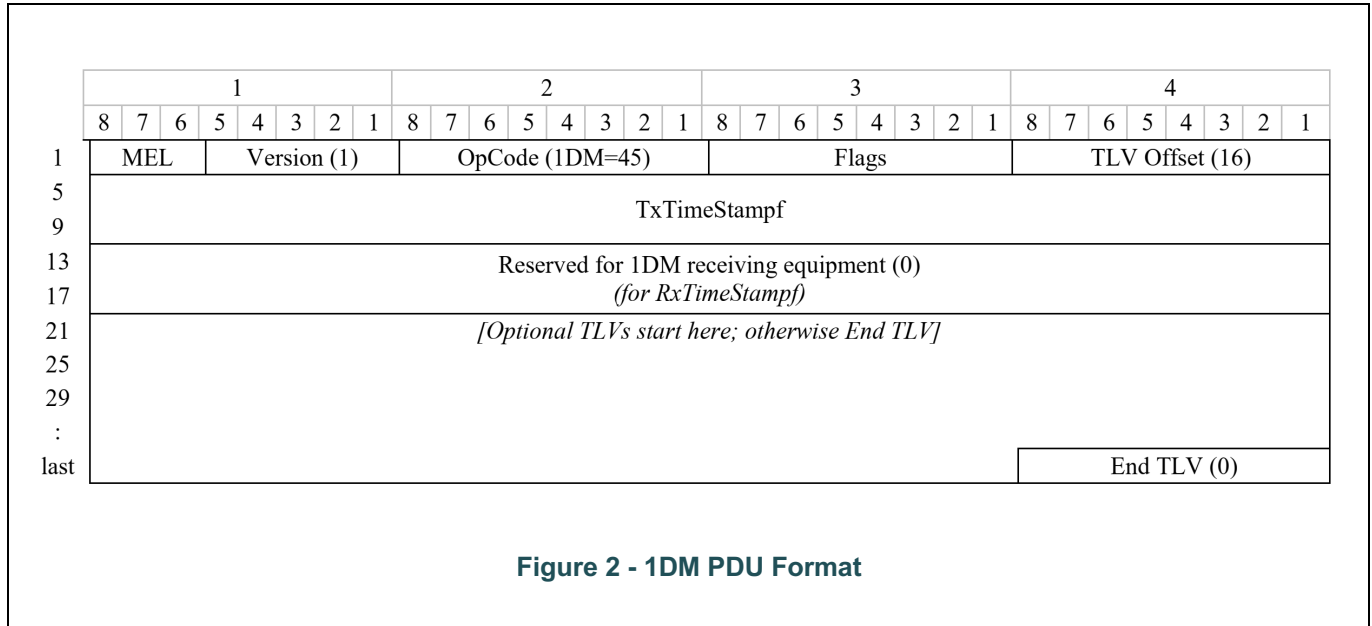 1 2 3 4
8 7 6 5 4 3 2 1 8 7 6 5 4 3 2 1 8 7 6 5 4 3 2 1 8 7 6 5 4 3 2 1
1 MEL Version (1) OpCode (1DM=45) Flags TLV Offset (16)
5
TxTimeStampf
9
13 Reserved for 1DM receiving equipment (0)
17 (for RxTimeStampf)
21 [Optional TLVs start here; otherwise End TLV]
25
29
:
last End TLV (0)
Figure 2 - 1DM PDU Format